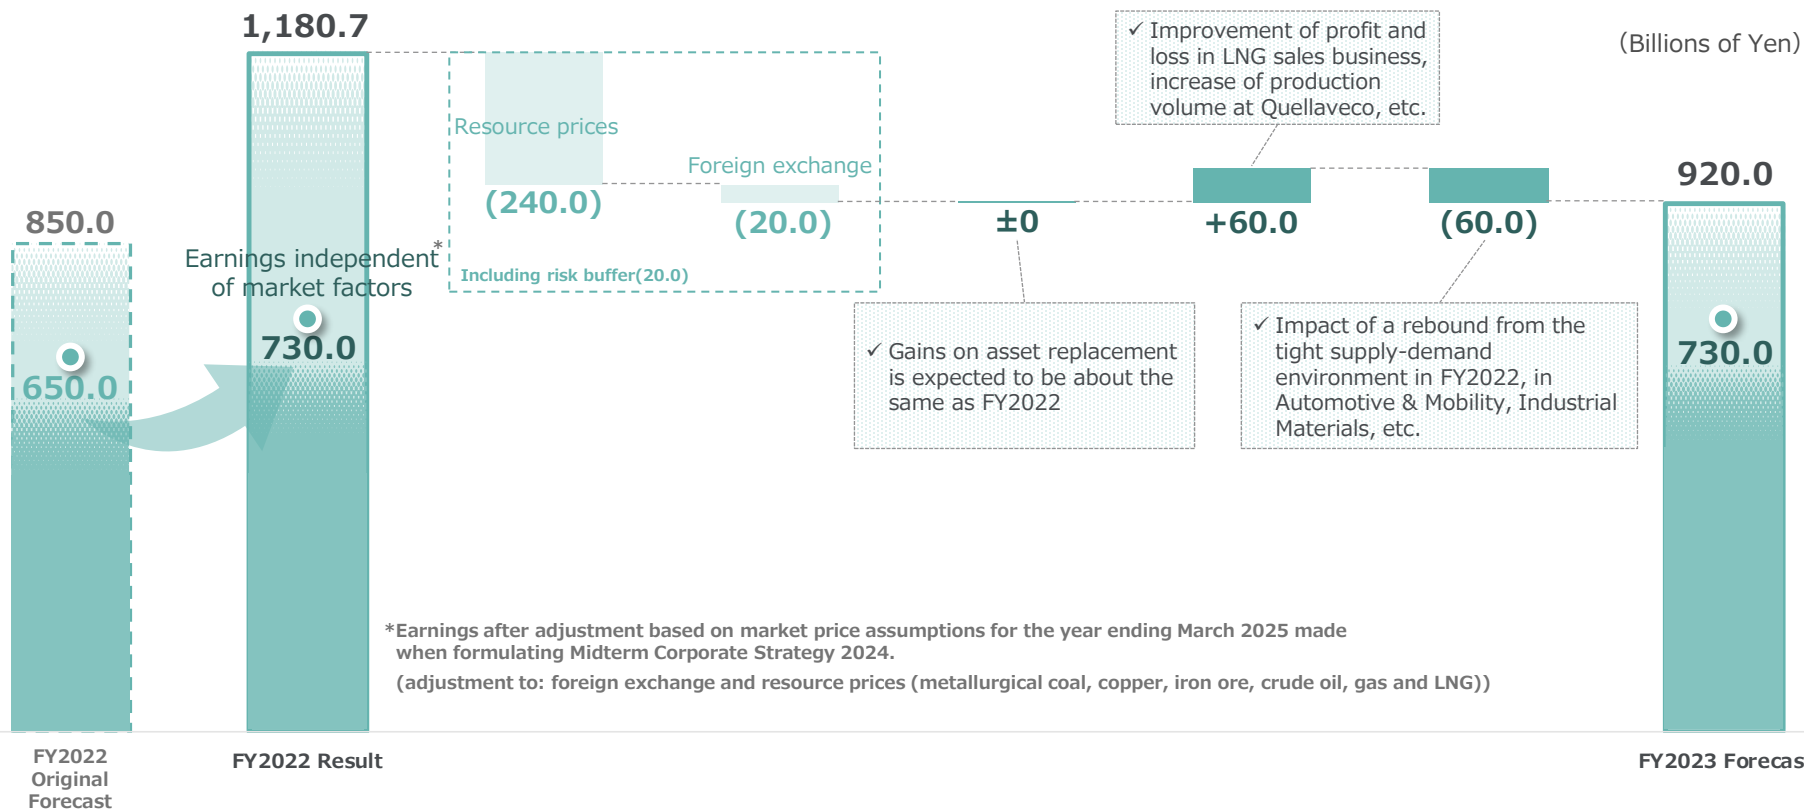 (Billions of Yen)
1,180.7
850.0
Earnings independent*
of market factors
650.0
730.0
Resource prices
(240.0)
Foreign exchange
(20.0)
Including risk buffer(20.0)
±0
✓ Gains on asset replacement
is expected to be about the
same as FY2022
✓ Improvement of profit and
loss in LNG sales business,
increase of production
volume at Quellaveco, etc.
+60.0
(60.0)
✓ Impact of a rebound from the
tight supply-demand
environment in FY2022, in
Automotive & Mobility, Industrial
Materials, etc.
920.0
730.0
*Earnings after adjustment based on market price assumptions for the year ending March 2025 made
when formulating Midterm Corporate Strategy 2024.
(adjustment to: foreign exchange and resource prices (metallurgical coal, copper, iron ore, crude oil, gas and LNG))
FY2022
Original
Forecast
FY2022 Result
FY2023 Forecas